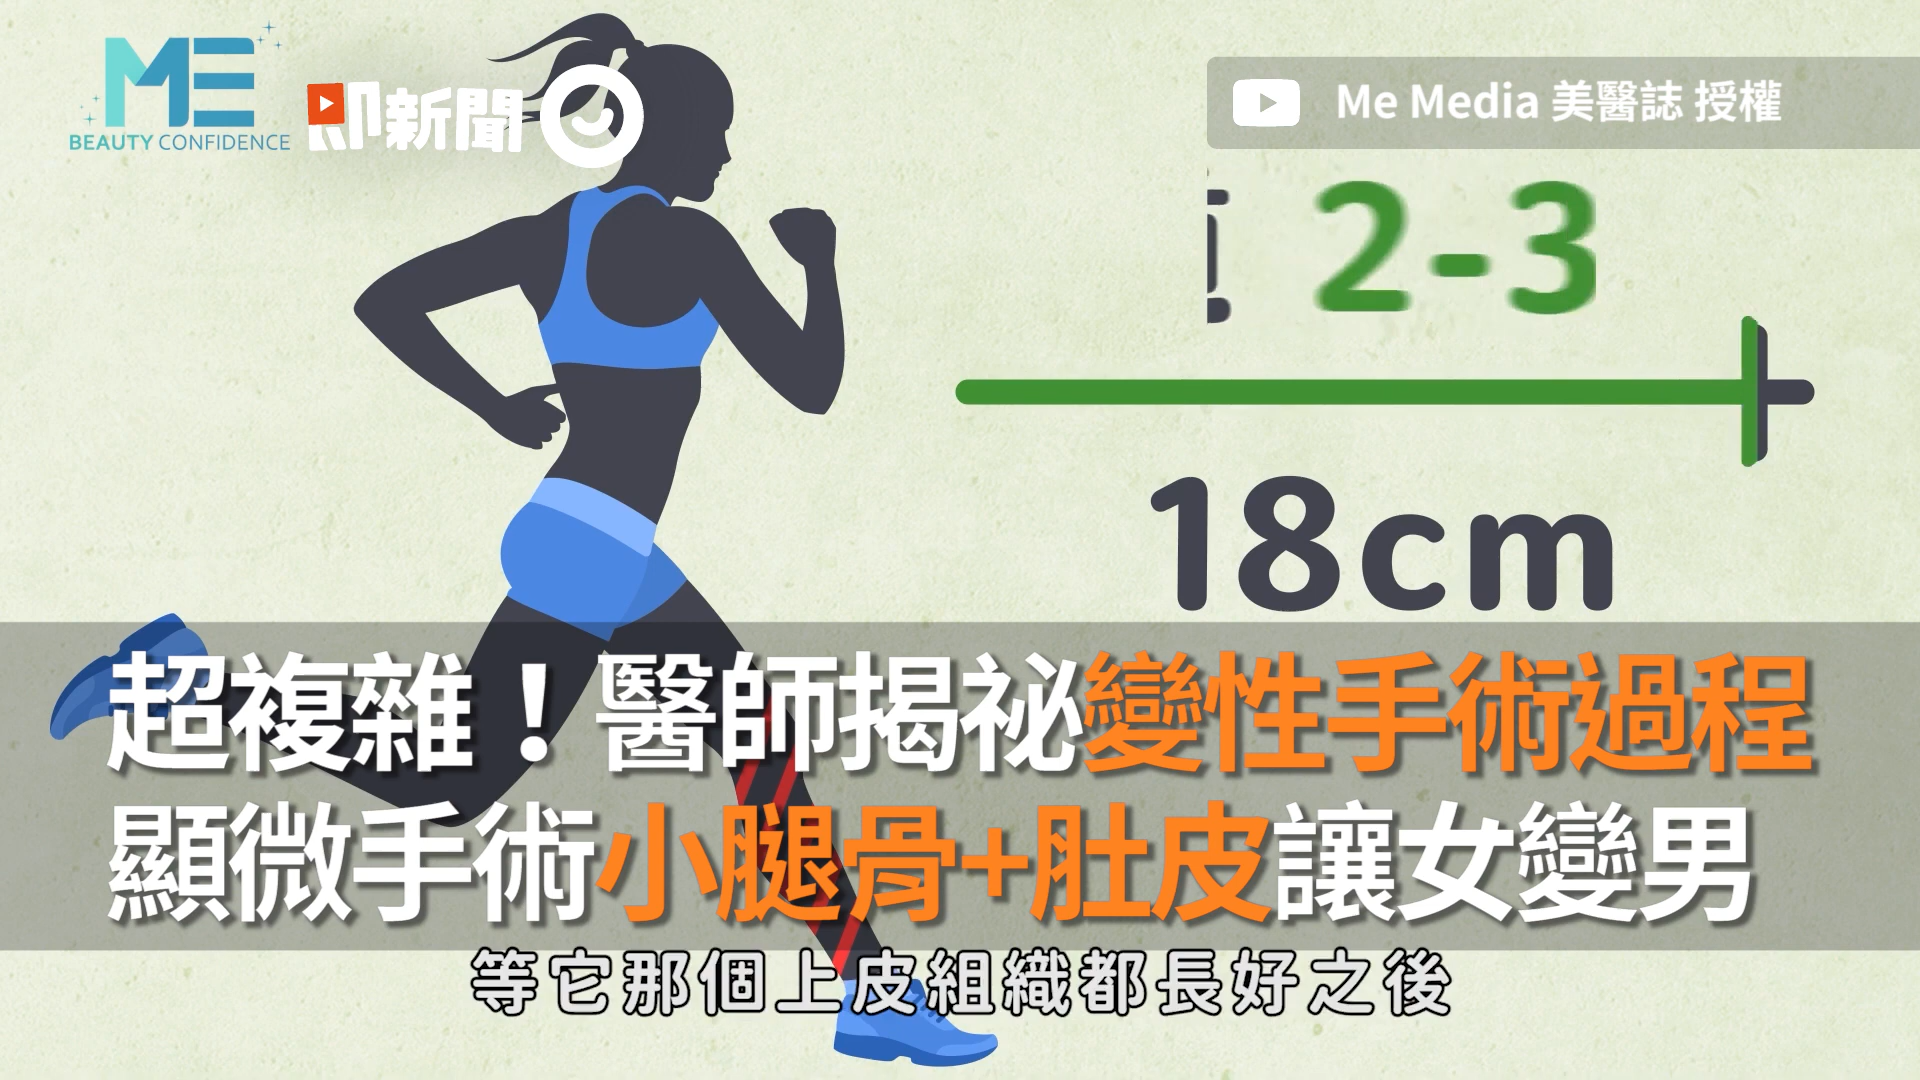 ME
BEAUTY CONFIDENCE
即新聞
Me Media 美醫誌 授權
2-3
18cm
超複雜！醫師揭祕變性手術過程
顯微手術小腿骨+肚皮讓女變男
等它那個上皮組織都長好之後